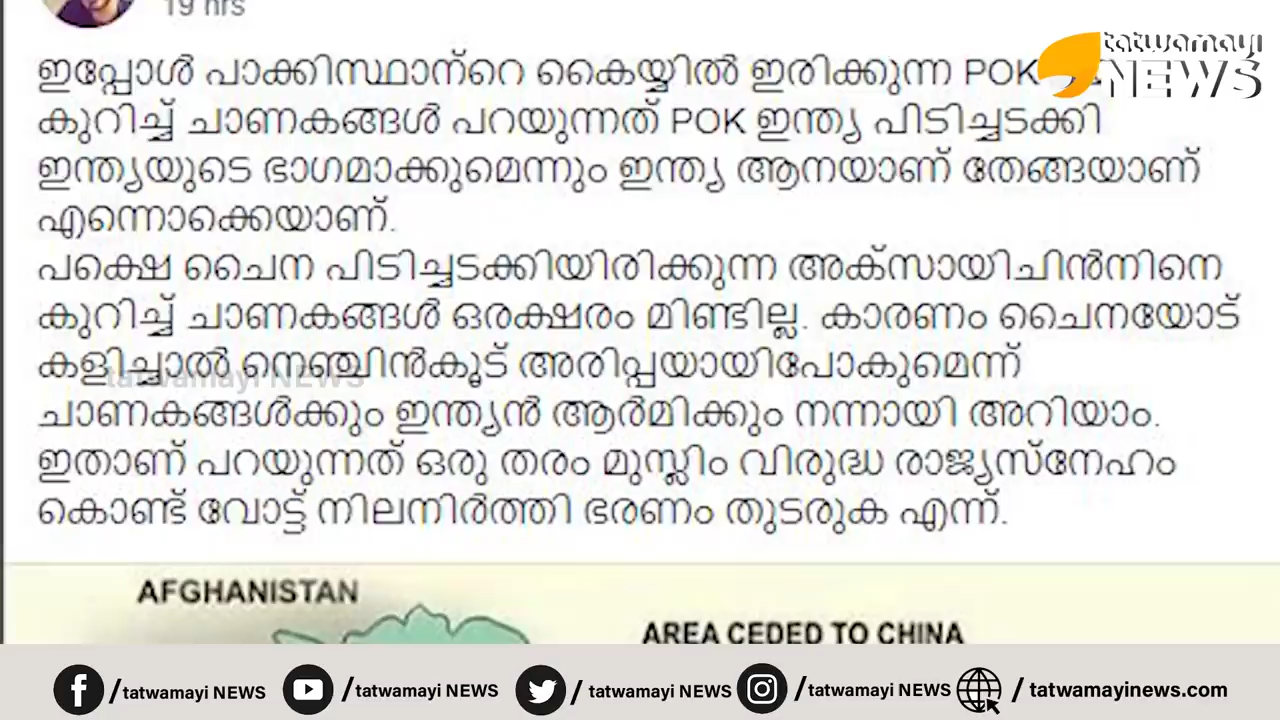 19 hrs
tatwamayi
NEWS
ഇപ്പോൾ പാക്കിസ്ഥാന്റെ കൈയ്യിൽ ഇരിക്കുന്ന POK
കുറിച്ച് ചാണകങ്ങൾ പറയുന്നത് POK ഇന്ത്യ പിടിച്ചടക്കി
ഇന്ത്യയുടെ ഭാഗമാക്കുമെന്നും ഇന്ത്യ ആനയാണ് തേങ്ങയാണ്
എന്നൊക്കെയാണ്.
പക്ഷെ ചൈന പിടിച്ചടക്കിയിരിക്കുന്ന അക്സായിചിൻനിനെ
കുറിച്ച് ചാണകങ്ങൾ ഒരക്ഷരം മിണ്ടില്ല. കാരണം ചൈനയോട്
കളിച്ചാൽ നെഞ്ചിൻകൂട് അരിപ്പയായിപോകുമെന്ന്
tatwamayi NEWS
ചാണകങ്ങൾക്കും ഇന്ത്യൻ ആർമിക്കും നന്നായി അറിയാം.
ഇതാണ് പറയുന്നത് ഒരു തരം മുസ്ലിം വിരുദ്ധ രാജ്യസ്നേഹം
കൊണ്ട് വോട്ട് നിലനിർത്തി ഭരണം തുടരുക എന്ന്.
AFGHANISTAN
AREA CEDED TO CHINA
/tatwamayi NEWS /tatwamayi NEWS / tatwamayi NEWS /tatwamayi NEWS / tatwamayinews.com